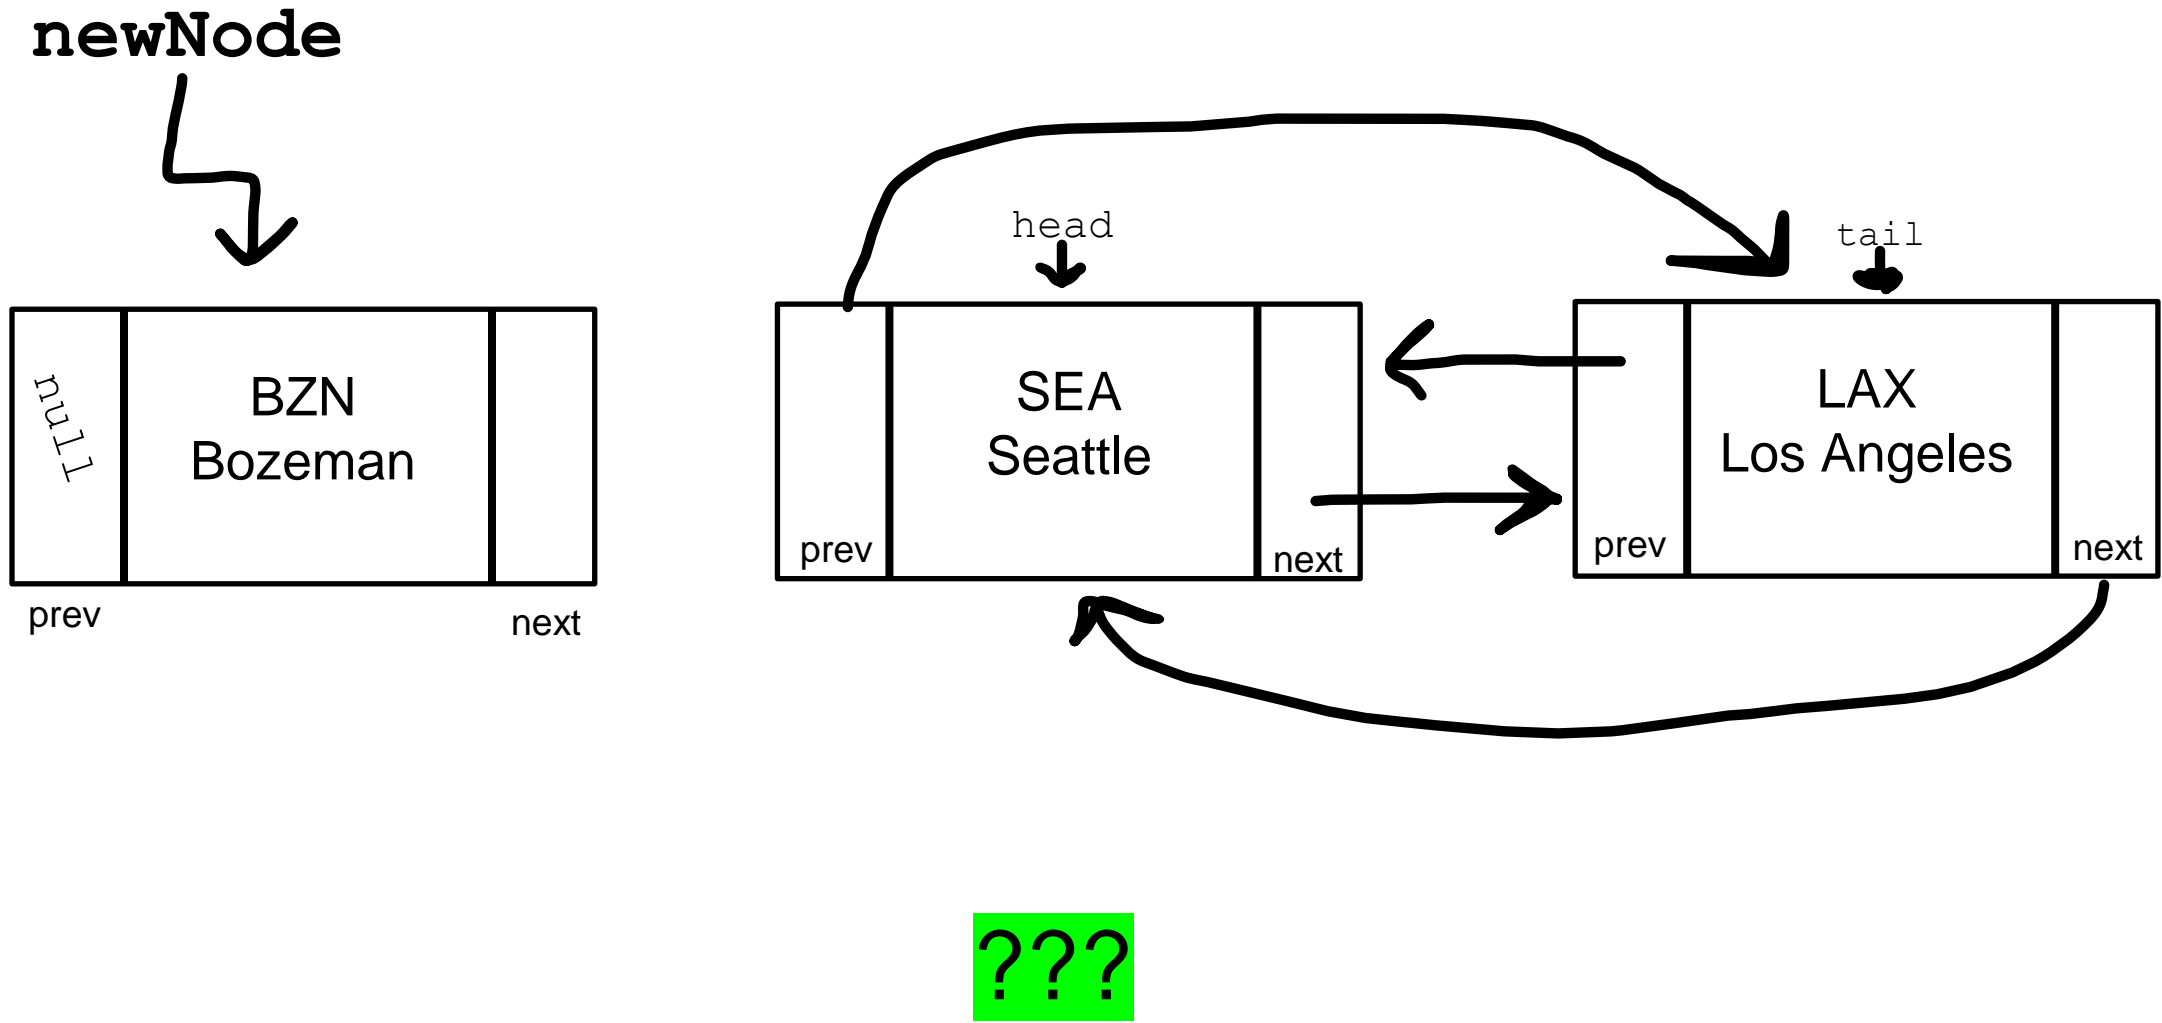 newNode
head
tail
null
BZN
Bozeman
prev
next
SEA
Seattle
prev
next
LAX
Los Angeles
prev
next
???